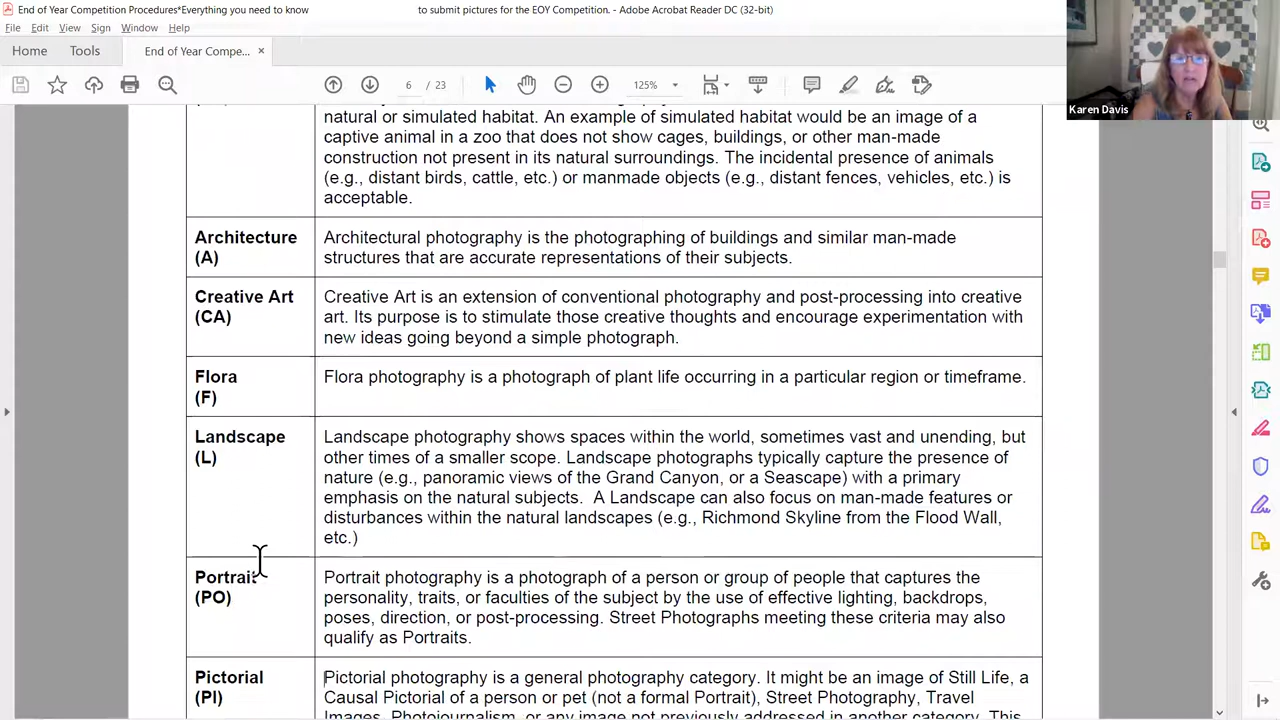 End of Year Competition Procedures*Everything you need to know to submit pictures for the EOY Competition. - Adobe Acrobat Reader DC (32-bit)
File Edit View Sign Window Help
Home Tools End of Year Compe... ×
6 / 23 125%
Karen Davis
natural or simulated habitat. An example of simulated habitat would be an image of a
captive animal in a zoo that does not show cages, buildings, or other man-made
construction not present in its natural surroundings. The incidental presence of animals
(e.g., distant birds, cattle, etc.) or manmade objects (e.g., distant fences, vehicles, etc.) is
acceptable.
Architecture
(A)
Architectural photography is the photographing of buildings and similar man-made
structures that are accurate representations of their subjects.
Creative Art
(CA)
Creative Art is an extension of conventional photography and post-processing into creative
art. Its purpose is to stimulate those creative thoughts and encourage experimentation with
new ideas going beyond a simple photograph.
Flora
(F)
Flora photography is a photograph of plant life occurring in a particular region or timeframe.
Landscape
(L)
Landscape photography shows spaces within the world, sometimes vast and unending, but
other times of a smaller scope. Landscape photographs typically capture the presence of
nature (e.g., panoramic views of the Grand Canyon, or a Seascape) with a primary
emphasis on the natural subjects. A Landscape can also focus on man-made features or
disturbances within the natural landscapes (e.g., Richmond Skyline from the Flood Wall,
etc.)
Portrait
(PO)
Portrait photography is a photograph of a person or group of people that captures the
personality, traits, or faculties of the subject by the use of effective lighting, backdrops,
poses, direction, or post-processing. Street Photographs meeting these criteria may also
qualify as Portraits.
Pictorial
(PI)
Pictorial photography is a general photography category. It might be an image of Still Life, a
Causal Pictorial of a person or pet (not a formal Portrait), Street Photography, Travel
Images, Photojournalism, or any image not previously addressed in another category. This